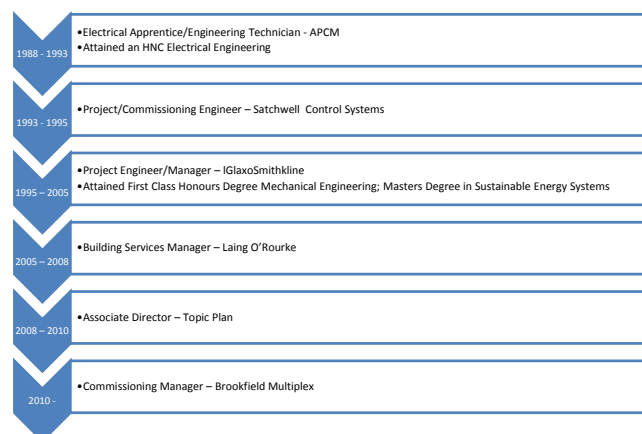 1988 - 1993
•Electrical Apprentice/Engineering Technician - APCM
•Attained an HNC Electrical Engineering
1993 - 1995
•Project/Commissioning Engineer – Satchwell Control Systems
1995 – 2005
•Project Engineer/Manager – lGlaxoSmithkline
•Attained First Class Honours Degree Mechanical Engineering; Masters Degree in Sustainable Energy Systems
2005 – 2008
•Building Services Manager – Laing O’Rourke
2008 – 2010
•Associate Director – Topic Plan
2010 -
•Commissioning Manager – Brookfield Multiplex